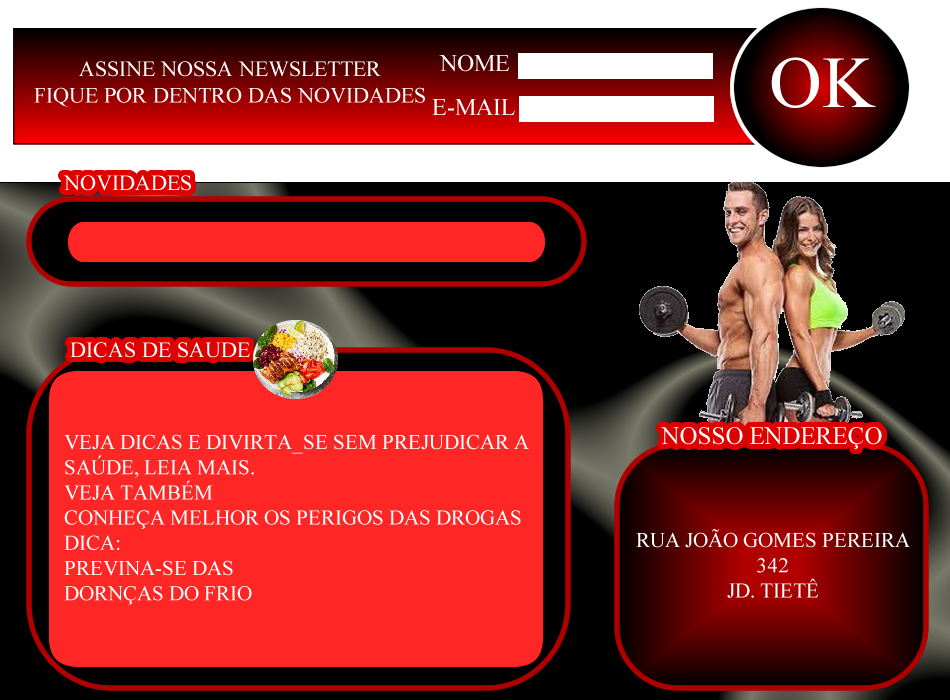 ASSINE NOSSA NEWSLETTER
FIQUE POR DENTRO DAS NOVIDADES
NOME
E-MAIL
OK
NOVIDADES
DICAS DE SAUDE
VEJA DICAS E DIVIRTA_SE SEM PREJUDICAR A
SAÚDE, LEIA MAIS.
VEJA TAMBÉM
CONHEÇA MELHOR OS PERIGOS DAS DROGAS
DICA:
PREVINA-SE DAS
DORNÇAS DO FRIO
NOSSO ENDEREÇO
RUA JOÃO GOMES PEREIRA
342
JD. TIETÊ